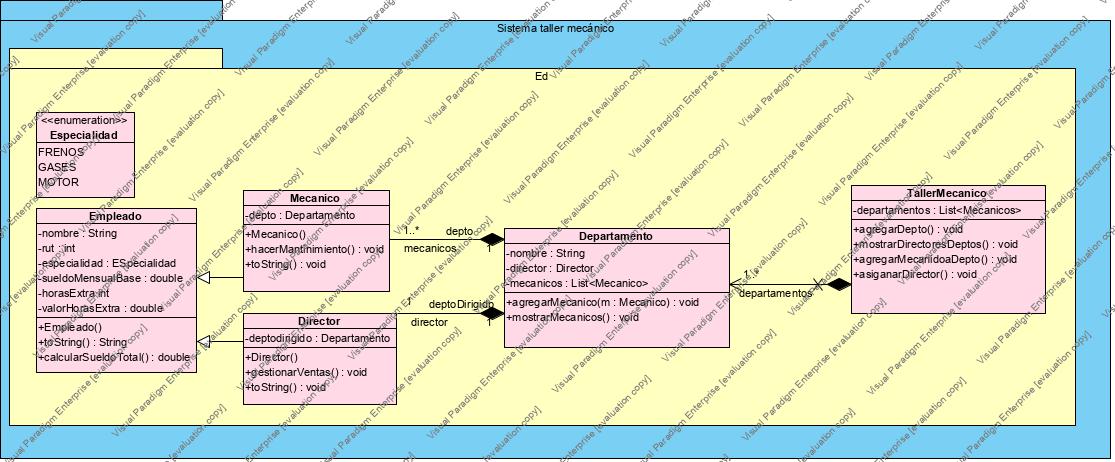 Sistema taller mecánico
Ed
<<enumeration>>
Especialidad
FRENOS
GASES
MOTOR
Empleado
-nombre : String
-rut : int
-especialidad : ESpecialidad
-sueldoMensualBase : double
-horasExtra int
-valorHorasExtra : double
+Empleado()
+toString() : String
+calcularSueldoTotal() : double
Mecanico
-depto : Departamento
+Mecanico()
+hacerMantinimiento() : void
+toString() : void
Director
-deptodirigido : Departamento
+Director()
+gestionarVentas() : void
+toString() : void
1..*
depto
mecanicos
1
deptoDirigido
director
1
Departamento
-nombre : String
-director : Director
-mecanicos : List<Mecanico>
+agregarMecanico(m : Mecanico) : void
+mostrarMecanicos() : void
1..*
departamentos
TallerMecanico
-departamentos : List<Mecanicos>
+agregarDepto() : void
+mostrarDirectoresDeptos() : void
+agregarMecanidoaDepto() : void
+asiganarDirector() : void
Visual Paradigm Enterprise [evaluation copy]